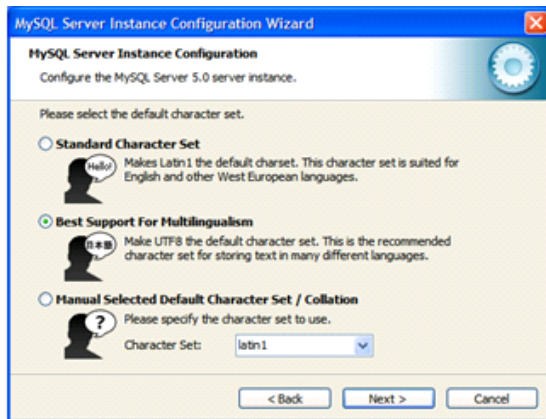 MySQL Server Instance Configuration Wizard
MySQL Server Instance Configuration
Configure the MySQL Server 5.0 server instance.
Please select the default character set.
Standard Character Set
Hello!
Makes Latin1 the default charset. This character set is suited for
English and other West European languages.
Best Support For Multilingualism
日本語
Make UTF8 the default character set. This is the recommended
character set for storing text in many different languages.
Manual Selected Default Character Set / Collation
?
Please specify the character set to use.
Character Set: latin1
< Back Next > Cancel